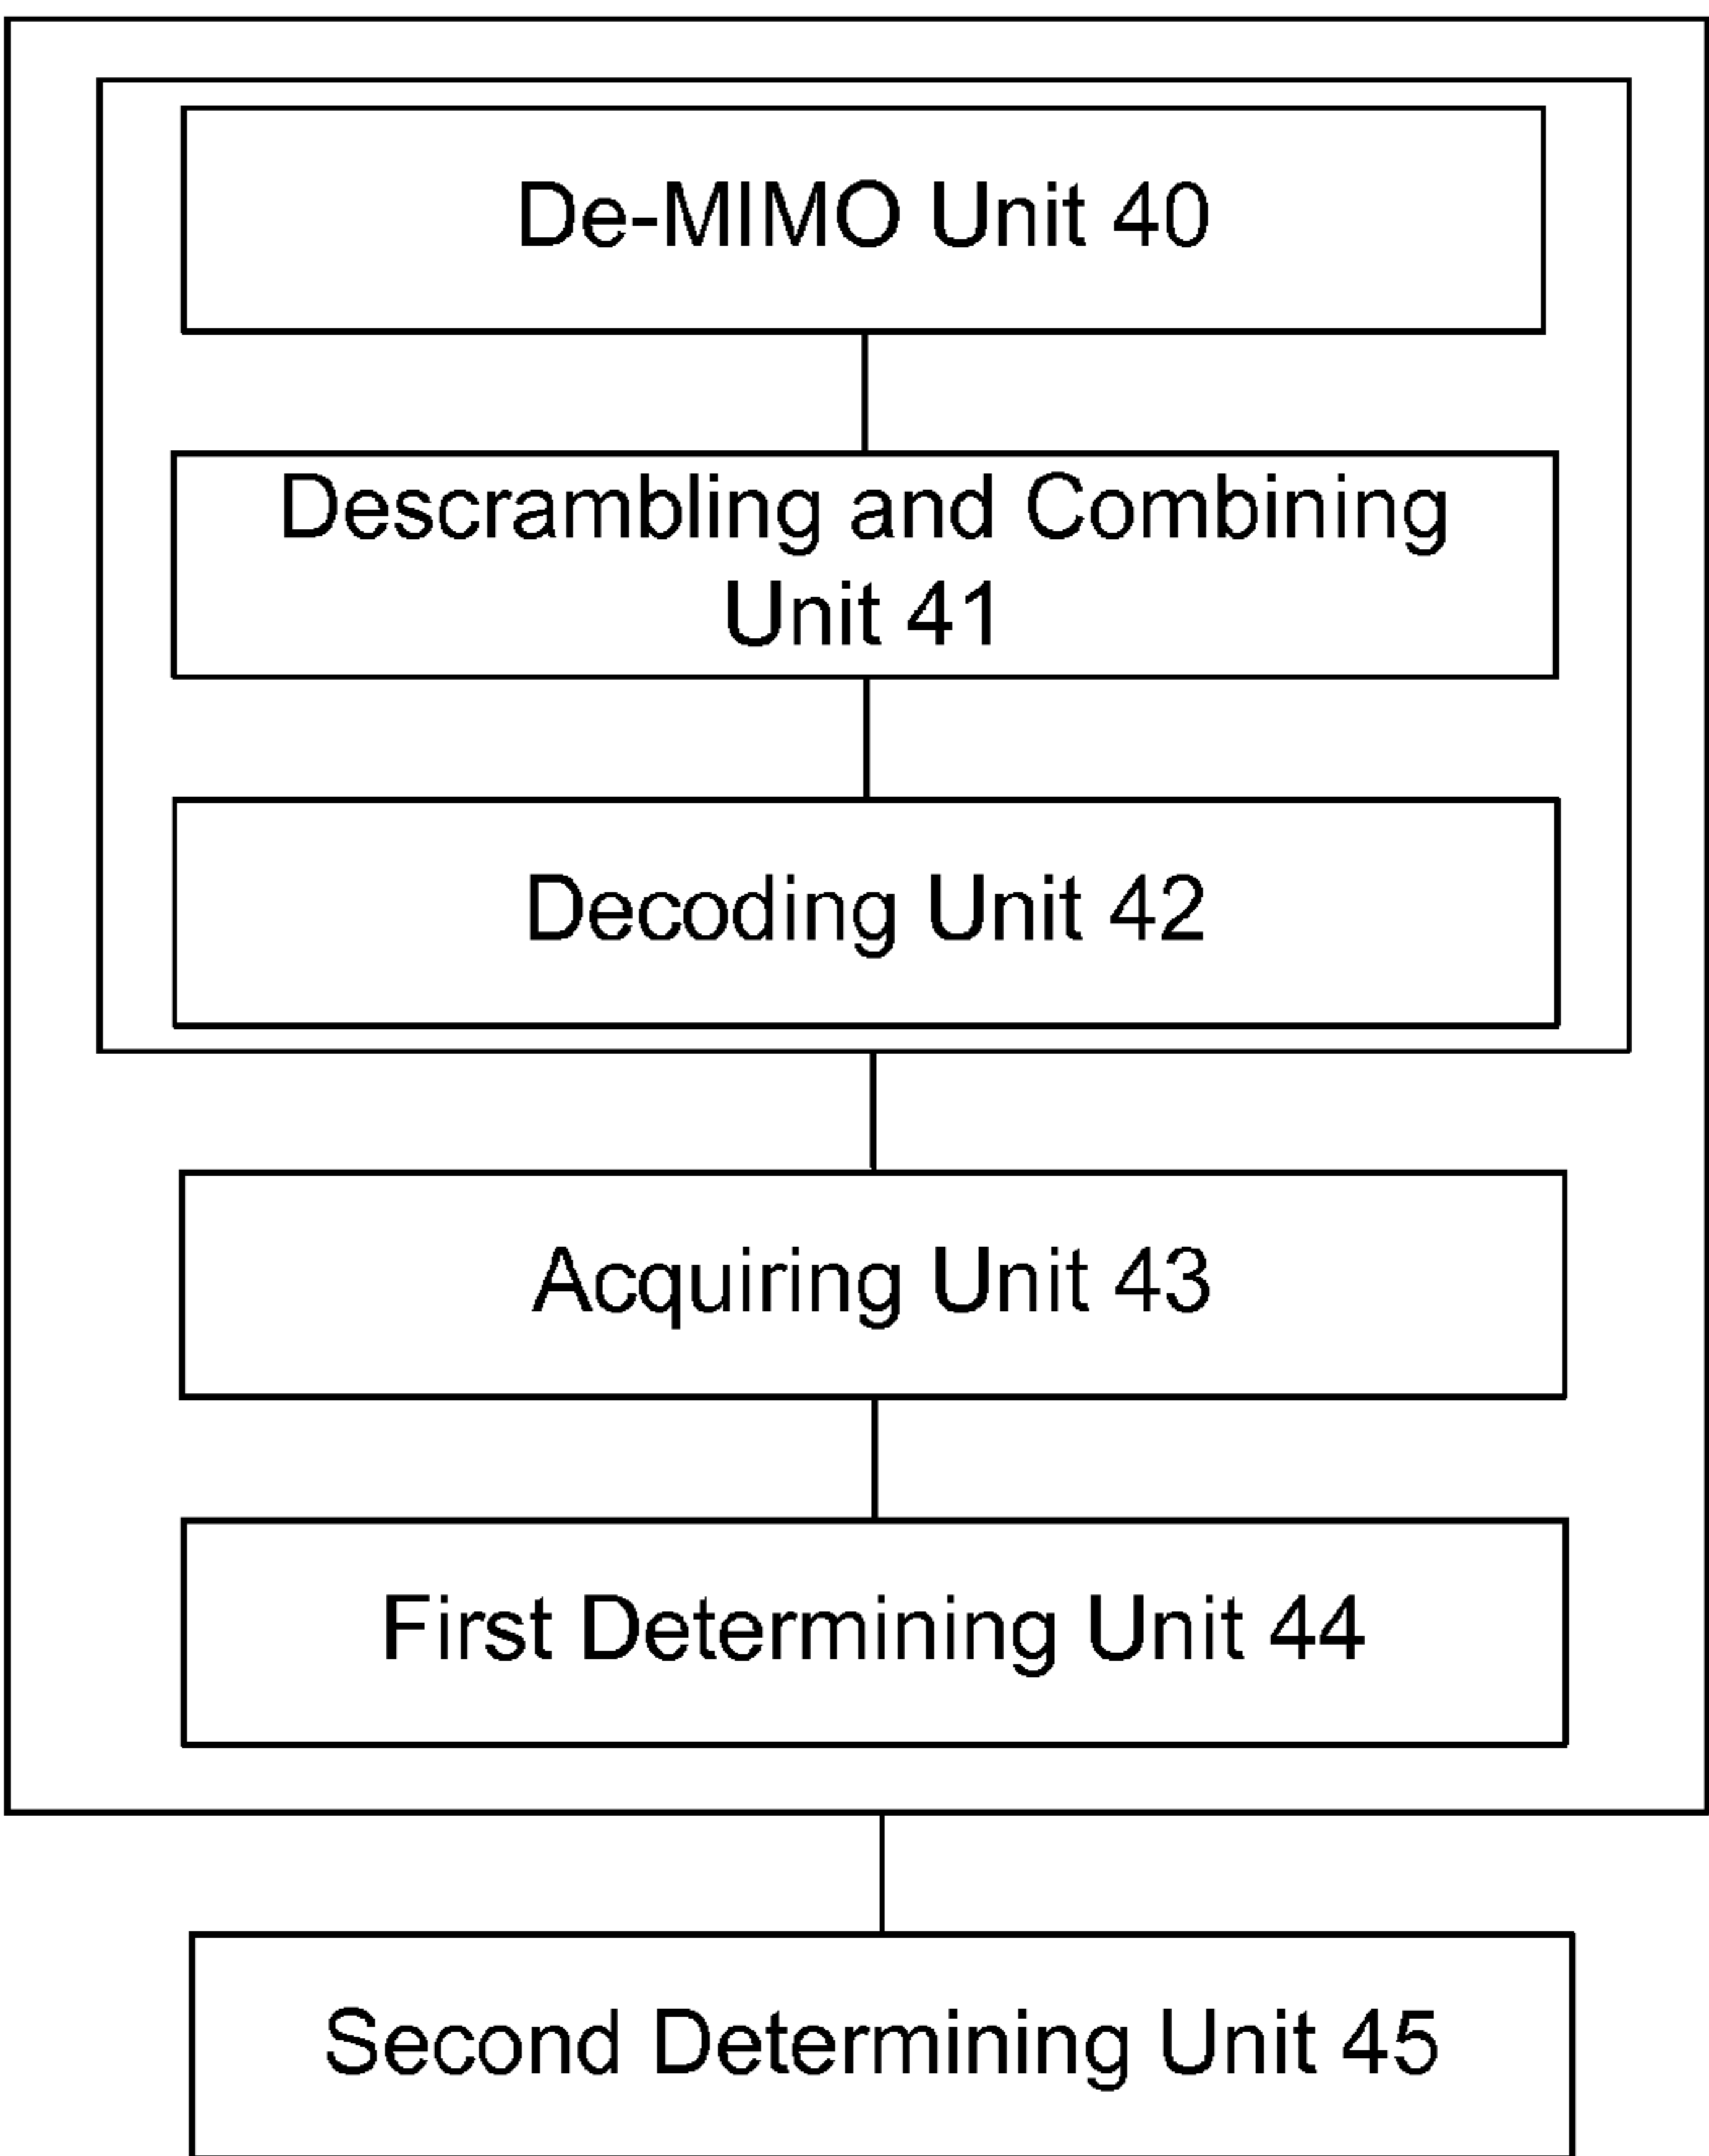 De-MIMO Unit 40
Descrambling and Combining
Unit 41
Decoding Unit 42
Acquiring Unit 43
First Determining Unit 44
Second Determining Unit 45